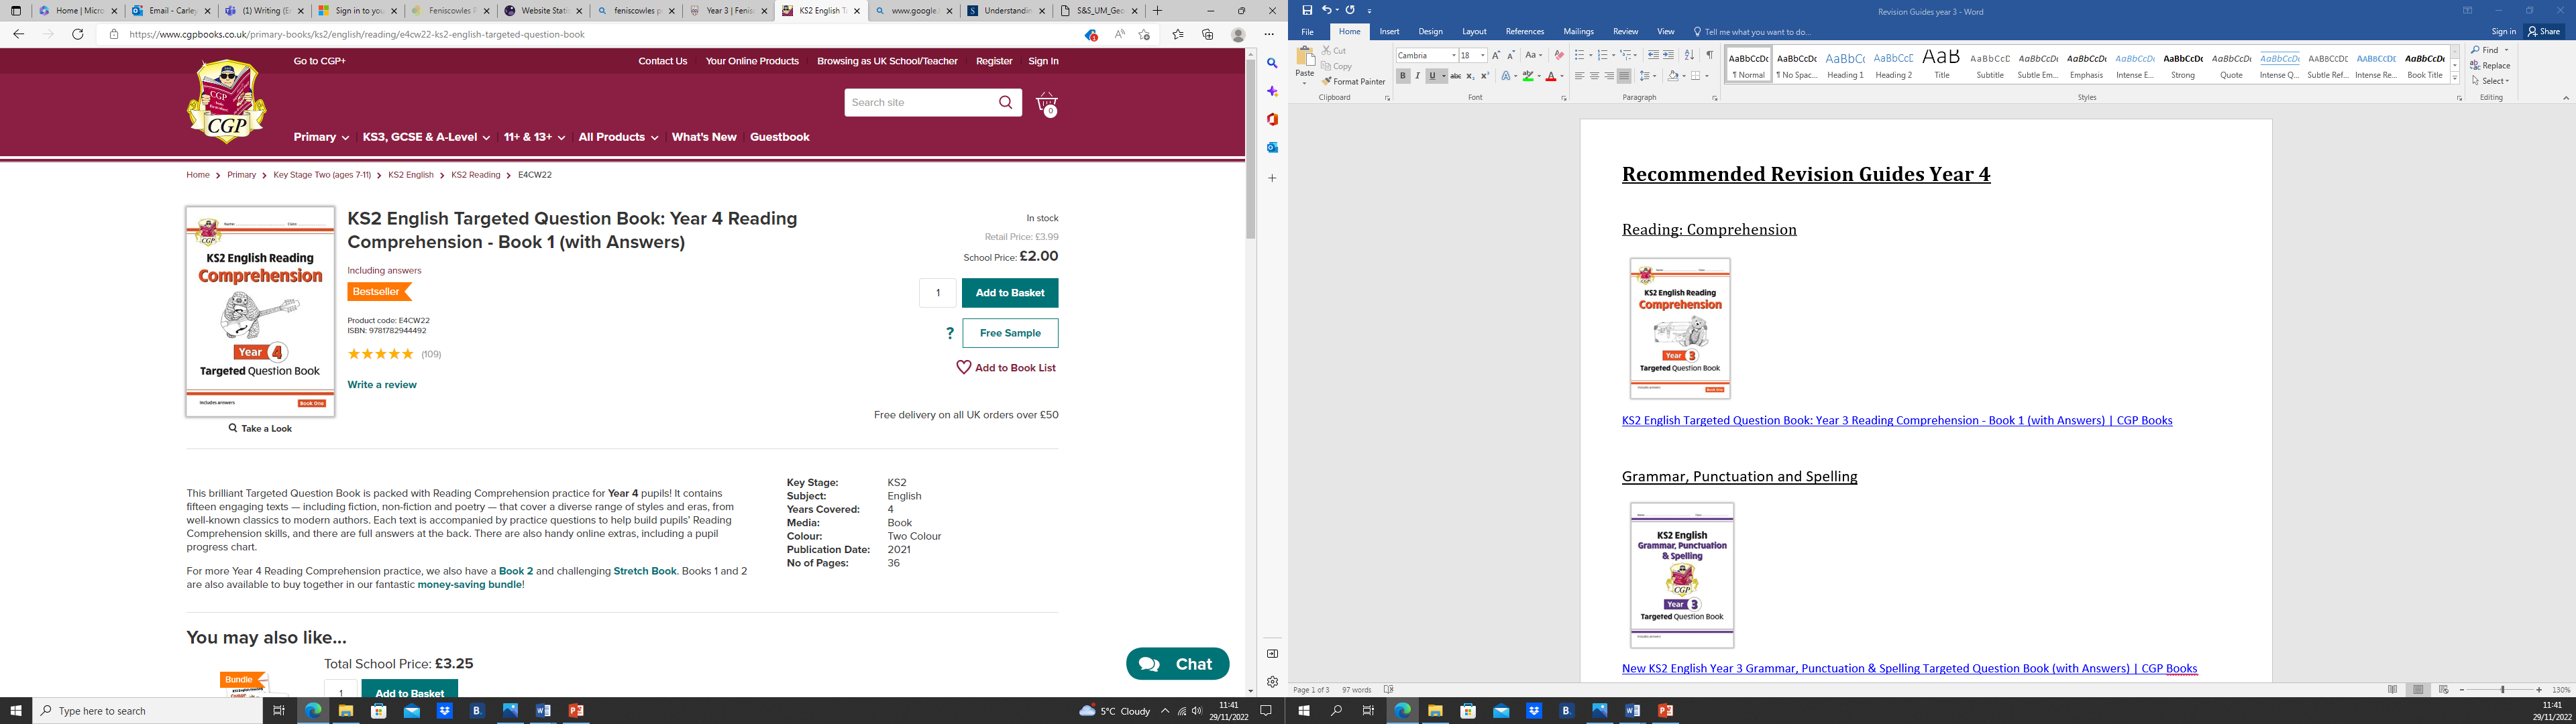 Home | Micro
Email - Carley
(1) Writing (E
Sign in to you
Feniscowles P
Website Stati
feniscowles p
Year 3 | Fenis
KS2 English Ta
www.google.
Understandin
S&S_UM_Geo
https://www.cgpbooks.co.uk/primary-books/ks2/english/reading/e4cw22-ks2-english-targeted-question-book
Go to CGP+
Contact Us
Your Online Products
Browsing as UK School/Teacher
Register
Sign In
CGP
Search site
0
Primary
KS3, GCSE & A-Level
11+ & 13+
All Products
What's New
Guestbook
Home > Primary > Key Stage Two (ages 7-11) > KS2 English > KS2 Reading > E4CW22
CGP
KS2 English Reading
Comprehension
Year 4
Targeted Question Book
Includes answers
Book One
Take a Look
KS2 English Targeted Question Book: Year 4 Reading
Comprehension - Book 1 (with Answers)
Including answers
Bestseller
Product code: E4CW22
ISBN: 9781782944492
(109)
Write a review
In stock
Retail Price: £3.99
School Price: £2.00
1
Add to Basket
?
Free Sample
Add to Book List
Free delivery on all UK orders over £50
This brilliant Targeted Question Book is packed with Reading Comprehension practice for Year 4 pupils! It contains
fifteen engaging texts — including fiction, non-fiction and poetry — that cover a diverse range of styles and eras, from
well-known classics to modern authors. Each text is accompanied by practice questions to help build pupils' Reading
Comprehension skills, and there are full answers at the back. There are also handy online extras, including a pupil
progress chart.
For more Year 4 Reading Comprehension practice, we also have a Book 2 and challenging Stretch Book. Books 1 and 2
are also available to buy together in our fantastic money-saving bundle!
Key Stage: KS2
Subject: English
Years Covered: 4
Media: Book
Colour: Two Colour
Publication Date: 2021
No of Pages: 36
You may also like...
Bundle
Total School Price: £3.25
1
Add to Basket
Chat
Type here to search
5°C Cloudy
11:41
29/11/2022
Revision Guides year 3 - Word
Sign in
Share
File
Home
Insert
Design
Layout
References
Mailings
Review
View
Tell me what you want to do...
Paste
Cut
Copy
Format Painter
Clipboard
Cambria
18
Font
Paragraph
¶ Normal
¶ No Spac...
Heading 1
Heading 2
Title
Subtitle
Subtle Em...
Emphasis
Intense E...
Strong
Quote
Intense Q...
Subtle Ref...
Intense Re...
Book Title
Styles
Find
Replace
Select
Editing
Recommended Revision Guides Year 4
Reading: Comprehension
KS2 English Reading
Comprehension
Year 3
Targeted Question Book
KS2 English Targeted Question Book: Year 3 Reading Comprehension - Book 1 (with Answers) | CGP Books
Grammar, Punctuation and Spelling
KS2 English
Grammar, Punctuation
& Spelling
CGP
Year 3
Targeted Question Book
New KS2 English Year 3 Grammar, Punctuation & Spelling Targeted Question Book (with Answers) | CGP Books
Page 1 of 3
97 words
130%
11:41
29/11/2022